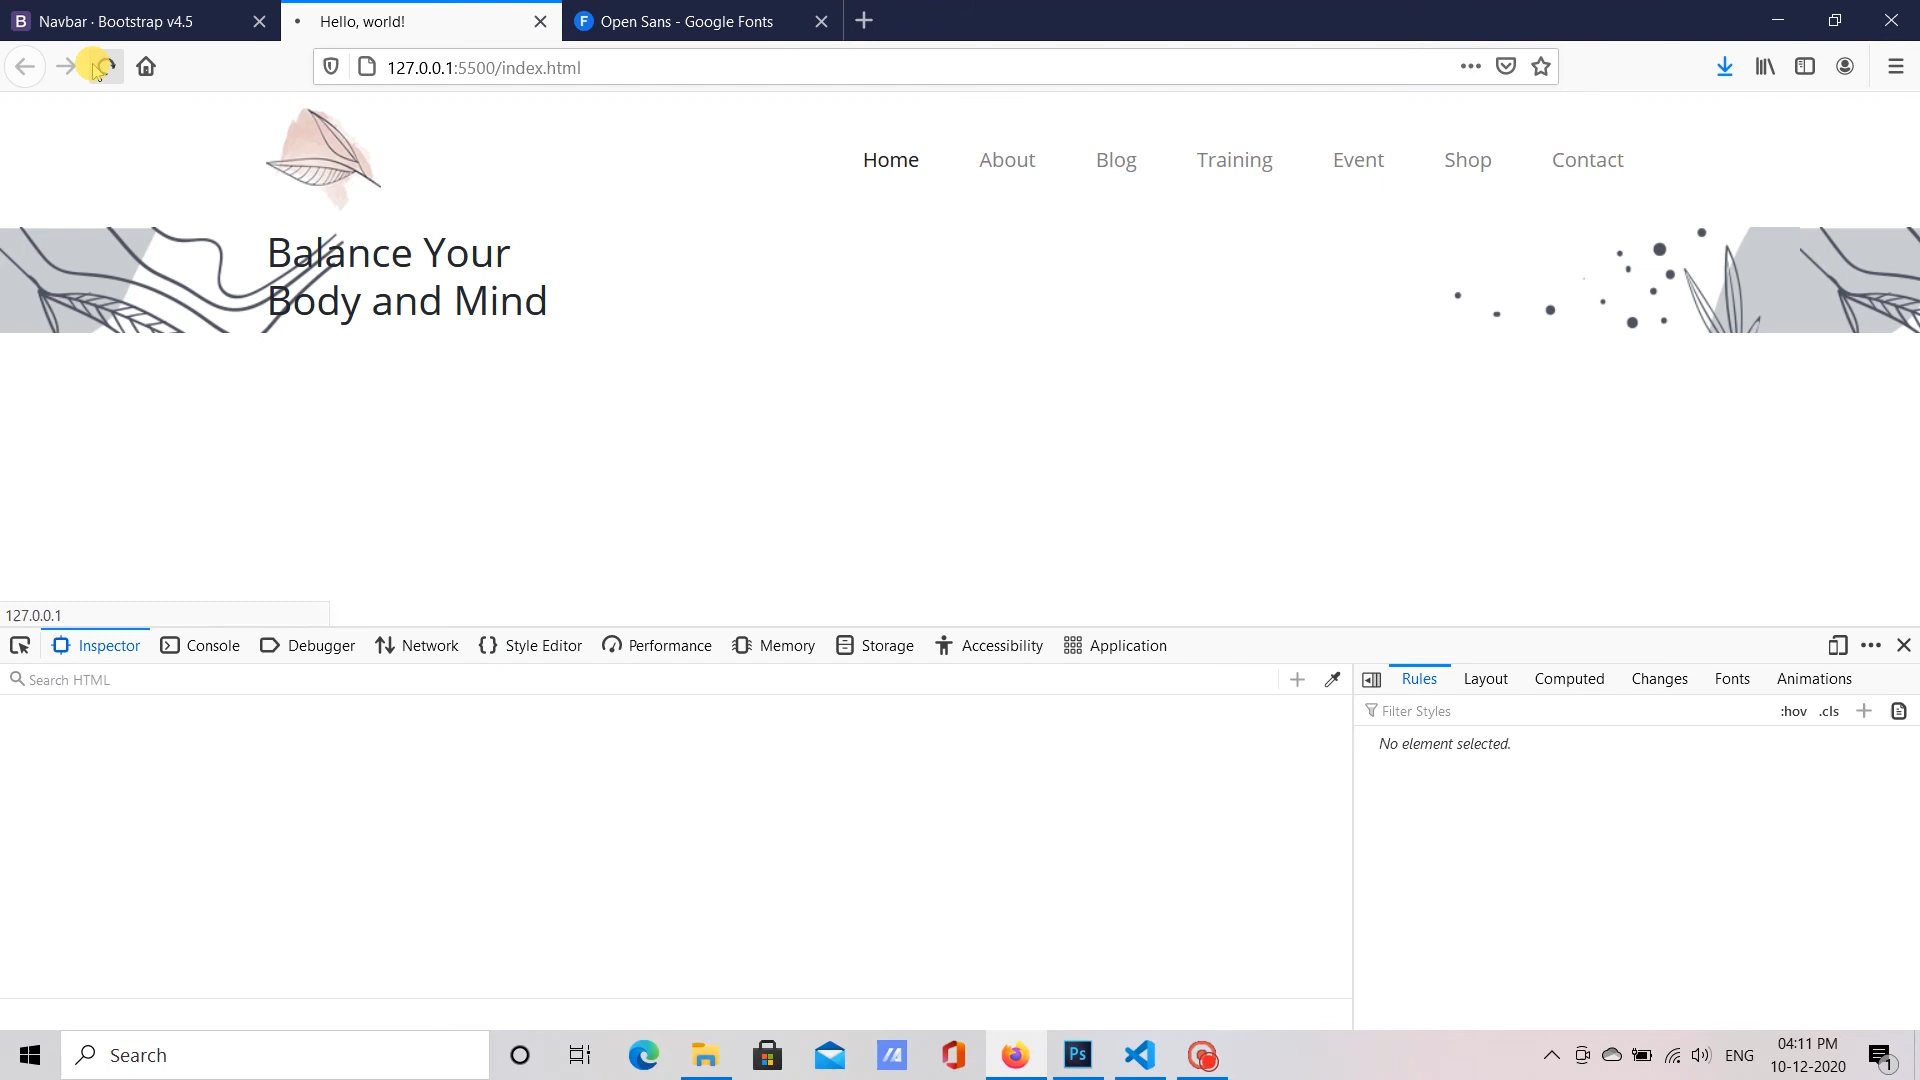 B Navbar · Bootstrap v4.5
Hello, world!
F Open Sans - Google Fonts
127.0.0.1:5500/index.html
Home About Blog Training Event Shop Contact
Balance Your
Body and Mind
127.0.0.1
Inspector Console Debugger Network Style Editor Performance Memory Storage Accessibility Application
Search HTML
Rules Layout Computed Changes Fonts Animations
Filter Styles
:hov .cls
No element selected.
Search
Ps
ENG
04:11 PM
10-12-2020
1